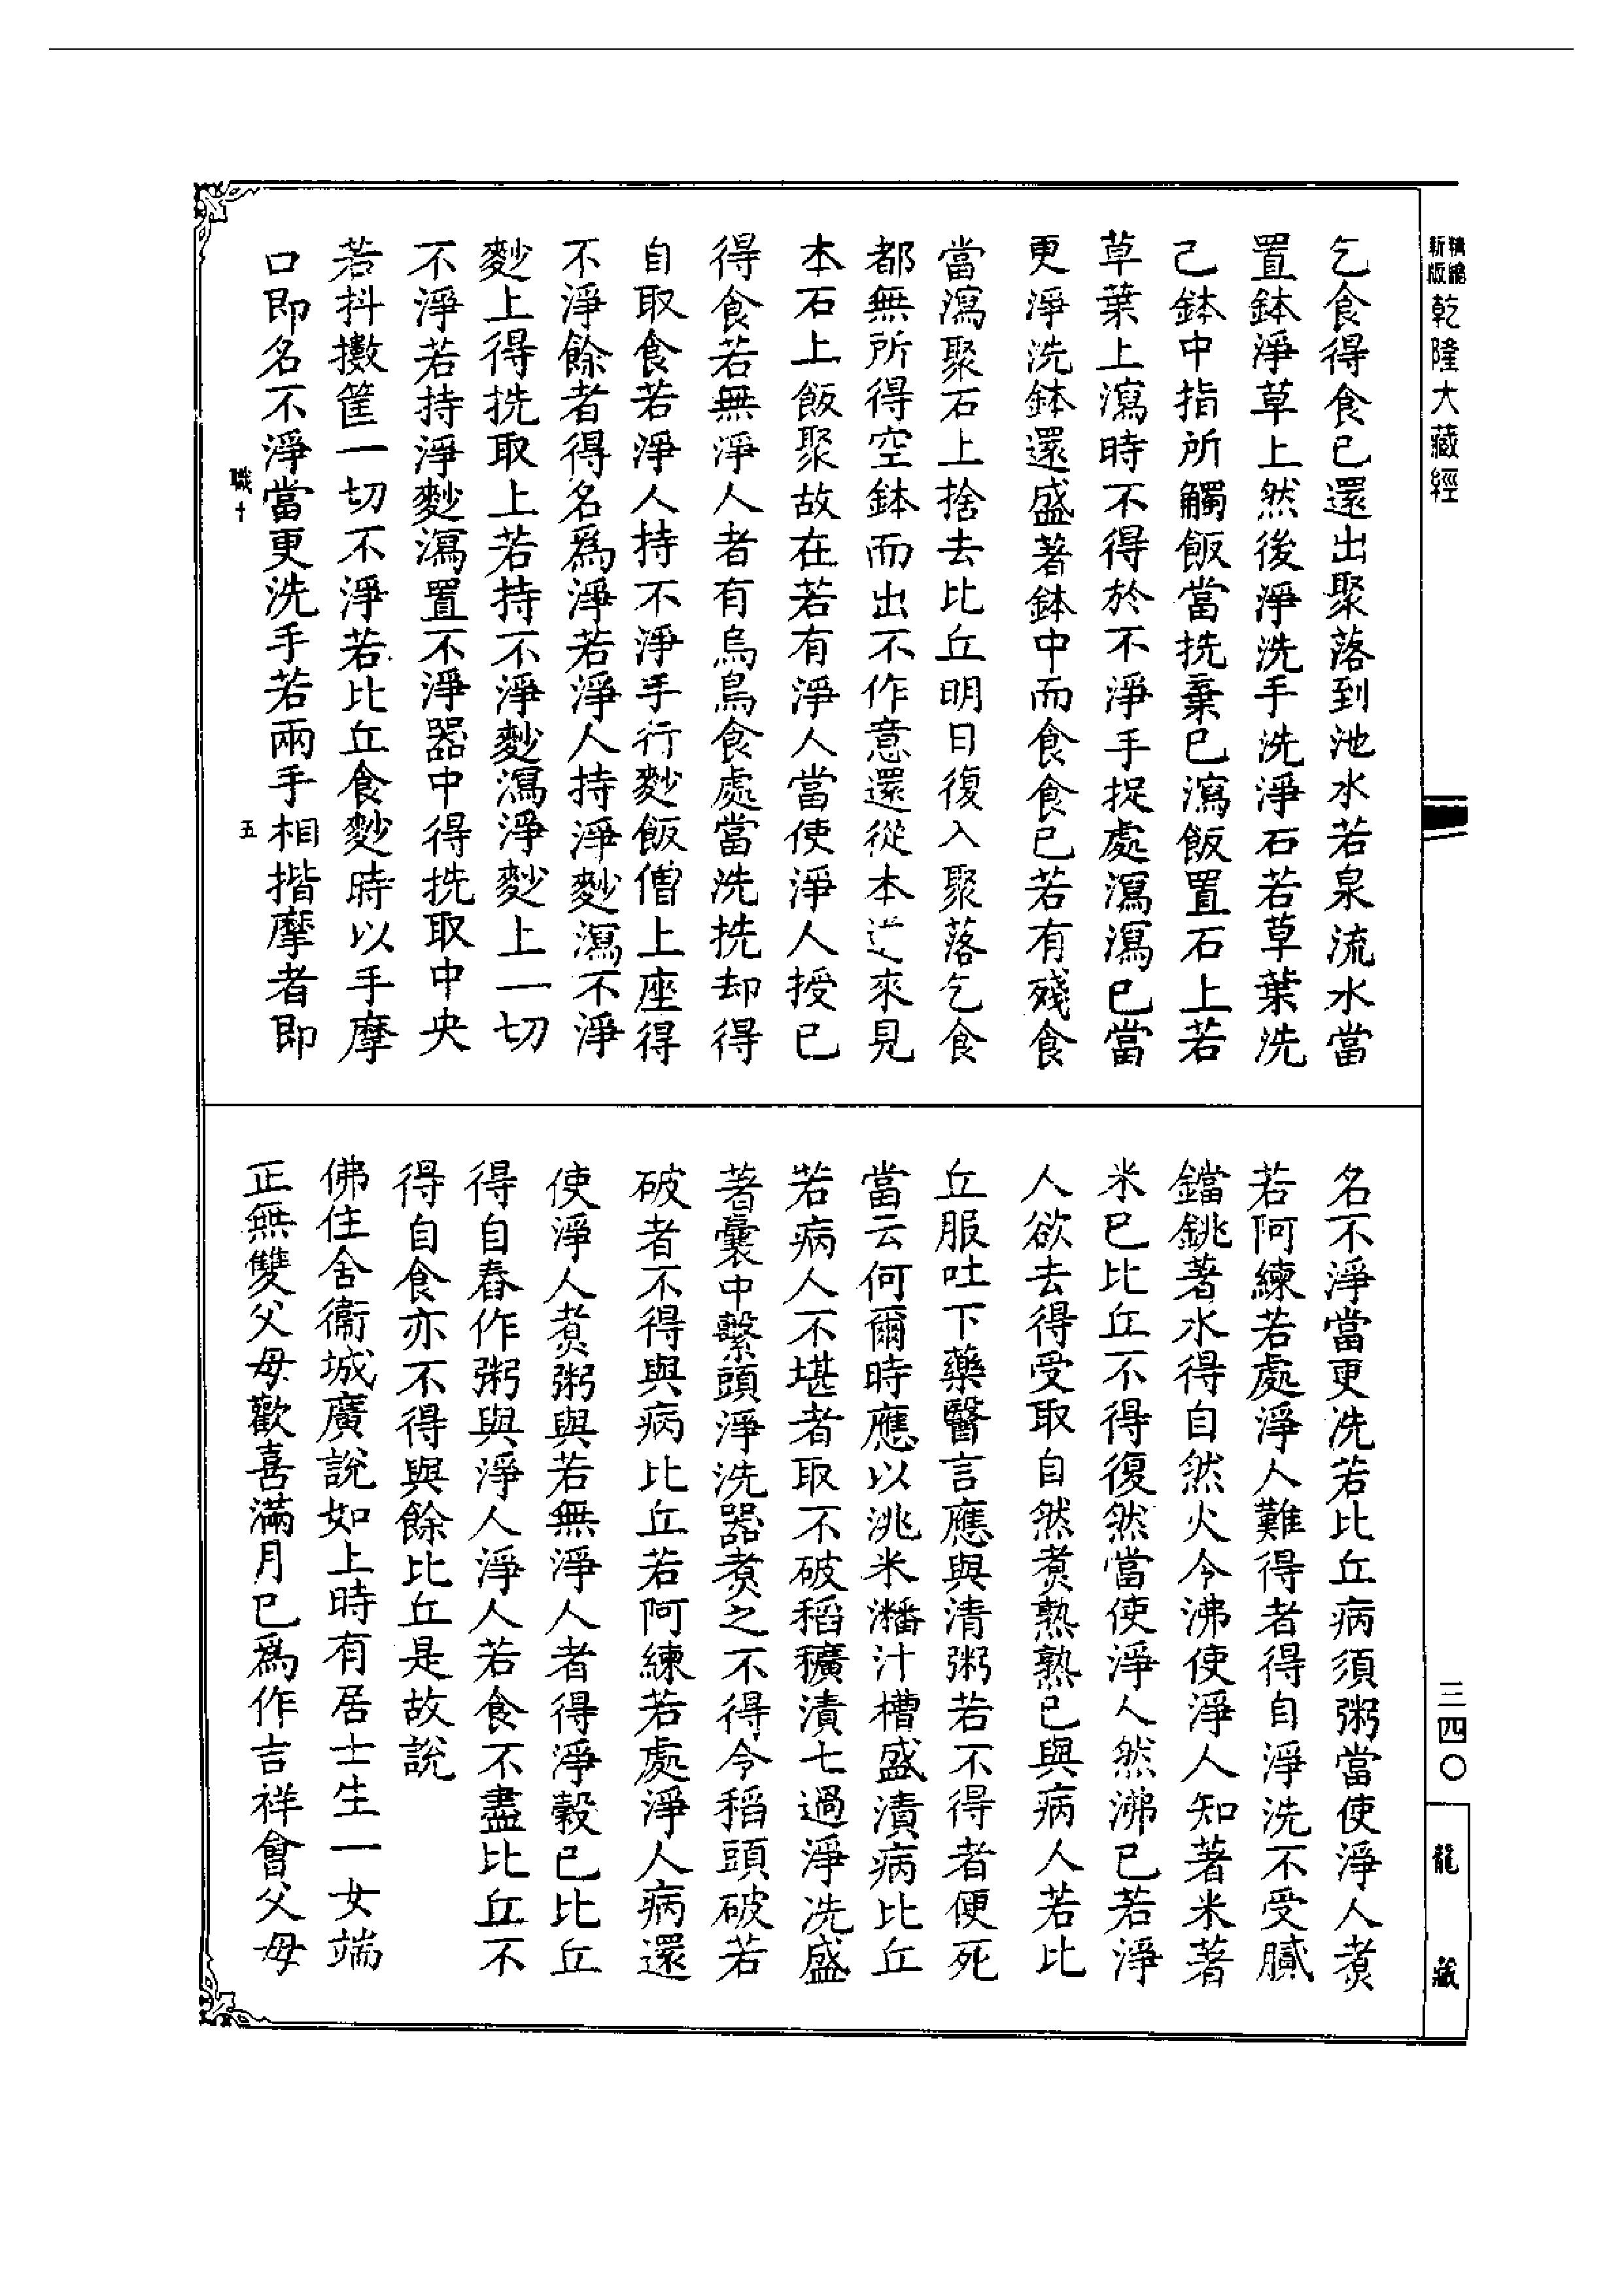 精縮
新版
乾隆大藏經
乞食得食已還出聚落到池水若泉流水當
置鉢淨草上然後淨洗手洗淨石若草葉洗
已鉢中指所觸飯當抁棄已瀉飯置石上若
草葉上瀉時不得於不淨手捉處瀉瀉已當
更淨洗鉢還盛著鉢中而食食已若有殘食
當瀉聚石上捨去比丘明日復入聚落乞食
都無所得空鉢而出不作意還從本道來見
本石上飯聚故在若有淨人當使淨人授已
得食若無淨人者有烏鳥食處當洗抁却得
自取食若淨人持不淨手行麨飯僧上座得
不淨餘者得名爲淨若淨人持淨麨瀉不淨
麨上得抁取上若持不淨麨瀉淨麨上一切
不淨若持淨麨瀉置不淨器中得抁取中央
若抖擻筐一切不淨若比丘食麨時以手摩
口即名不淨當更洗手若兩手相揩摩者即
職十
五
名不淨當更洗若比丘病須粥當使淨人煮
若阿練若處淨人難得者得自淨洗不受膩
鐺銚著水得自然火令沸使淨人知著米著
米已比丘不得復然當使淨人然沸已若淨
人欲去得受取自然煮熟熟已與病人若比
丘服吐下藥醫言應與清粥若不得者便死
當云何爾時應以洮米潘汁槽盛漬病比丘
若病人不堪者取不破稻穬漬七過淨洗盛
著囊中繫頭淨洗器煮之不得令稻頭破若
破者不得與病比丘若阿練若處淨人病還
使淨人煮粥與若無淨人者得淨穀已比丘
得自舂作粥與淨人淨人若食不盡比丘不
得自食亦不得與餘比丘是故說
佛住舍衞城廣說如上時有居士生一女端
正無雙父母歡喜滿月已爲作吉祥會父母
三四〇
龍藏